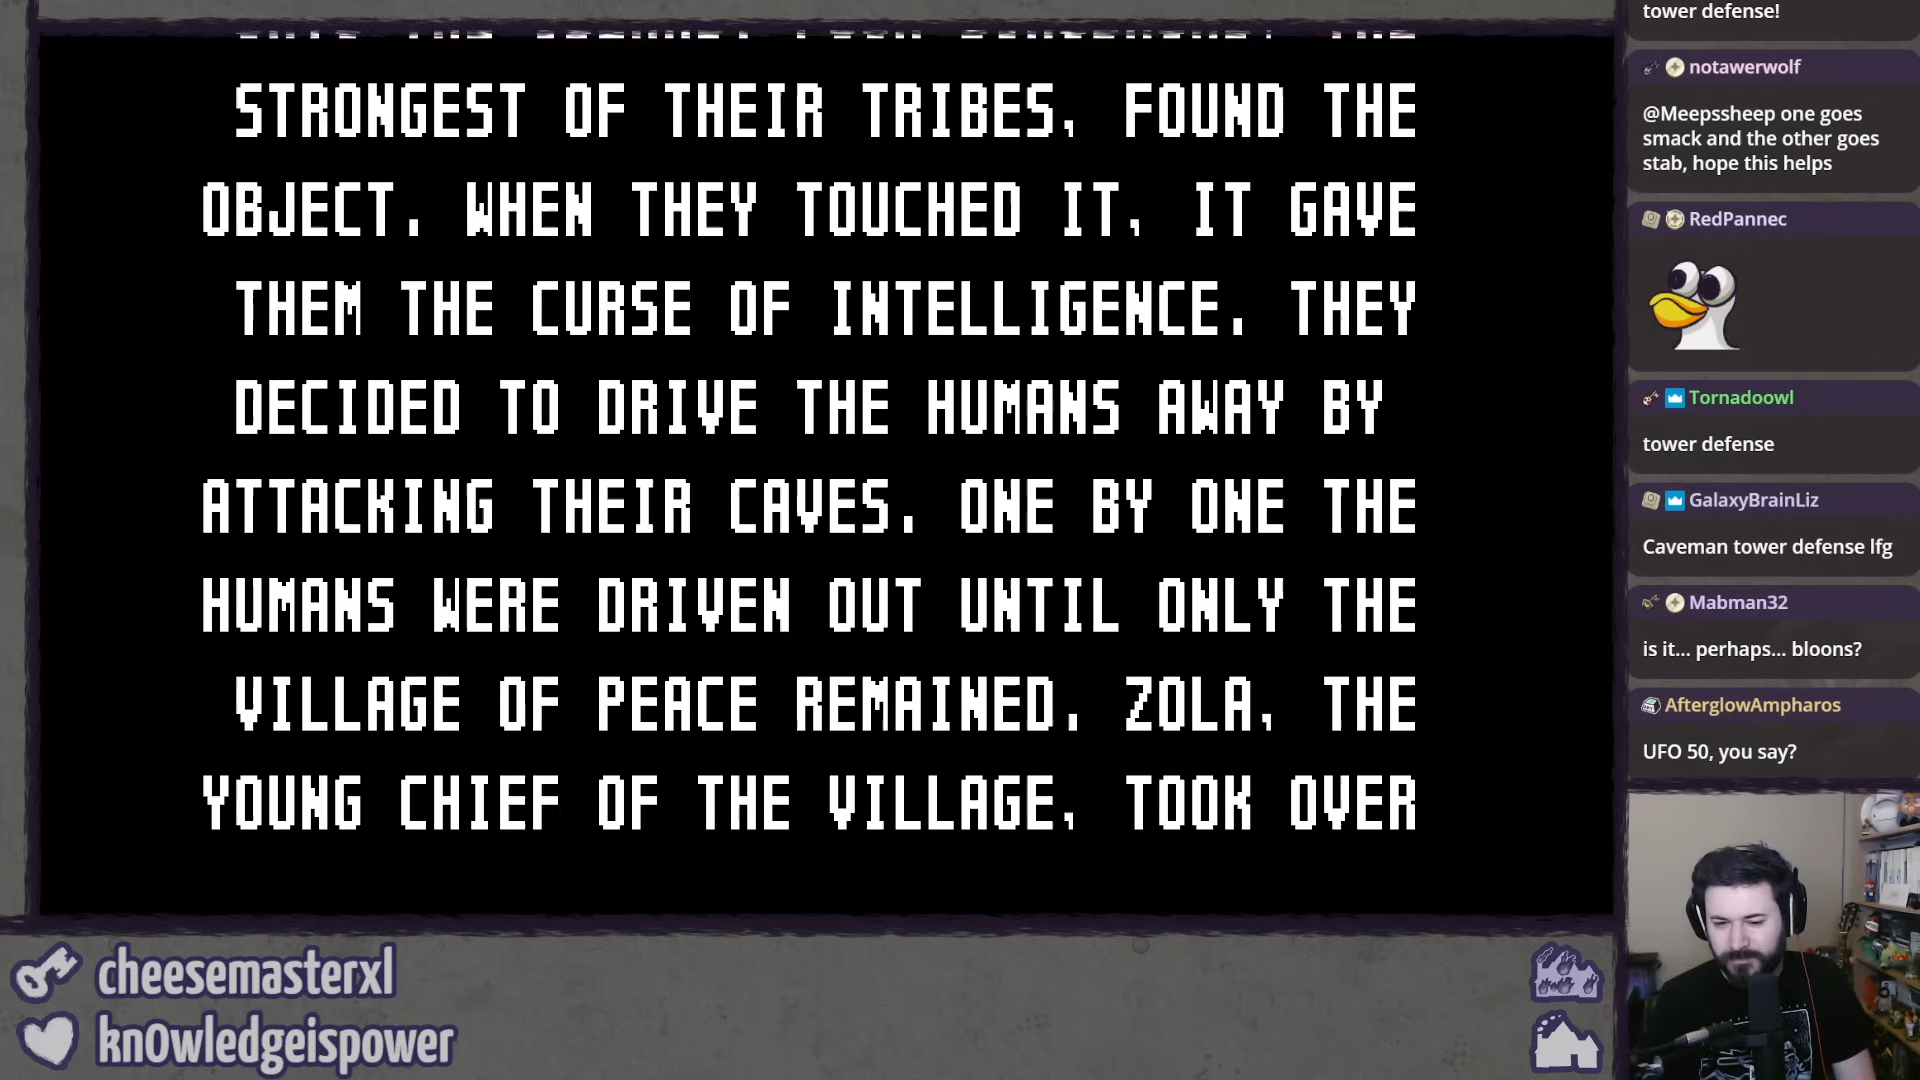 STRONGEST OF THEIR TRIBES, FOUND THE
OBJECT. WHEN THEY TOUCHED IT, IT GAVE
THEM THE CURSE OF INTELLIGENCE. THEY
DECIDED TO DRIVE THE HUMANS AWAY BY
ATTACKING THEIR CAVES. ONE BY ONE THE
HUMANS WERE DRIVEN OUT UNTIL ONLY THE
VILLAGE OF PEACE REMAINED. ZOLA, THE
YOUNG CHIEF OF THE VILLAGE, TOOK OVER
tower defense!
notawerwolf
@Meepssheep one goes
smack and the other goes
stab, hope this helps
RedPannec
Tornadoowl
tower defense
GalaxyBrainLiz
Caveman tower defense lfg
Mabman32
is it... perhaps... bloons?
AfterglowAmpharos
UFO 50, you say?
cheesemasterxl
kn0wledgeispower